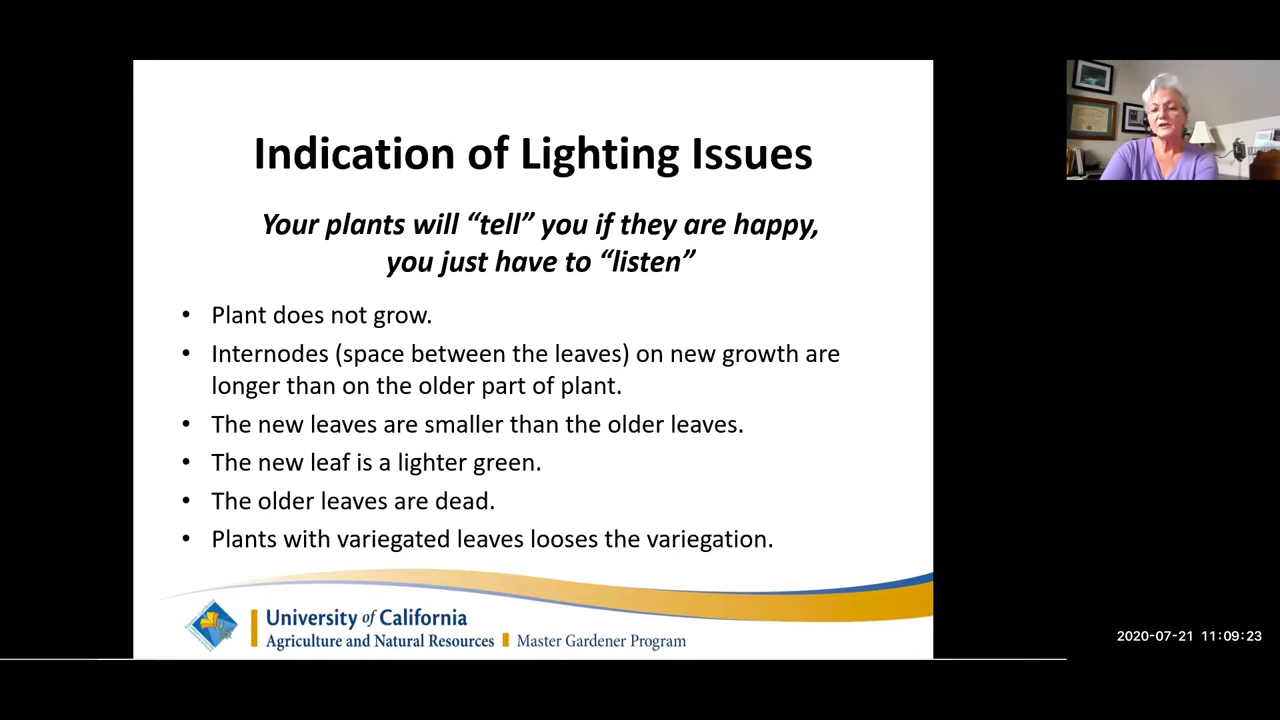 Indication of Lighting Issues
Your plants will “tell” you if they are happy,
you just have to “listen”
• Plant does not grow.
• Internodes (space between the leaves) on new growth are
longer than on the older part of plant.
• The new leaves are smaller than the older leaves.
• The new leaf is a lighter green.
• The older leaves are dead.
• Plants with variegated leaves looses the variegation.
University of California
Agriculture and Natural Resources Master Gardener Program
2020-07-21 11:09:23